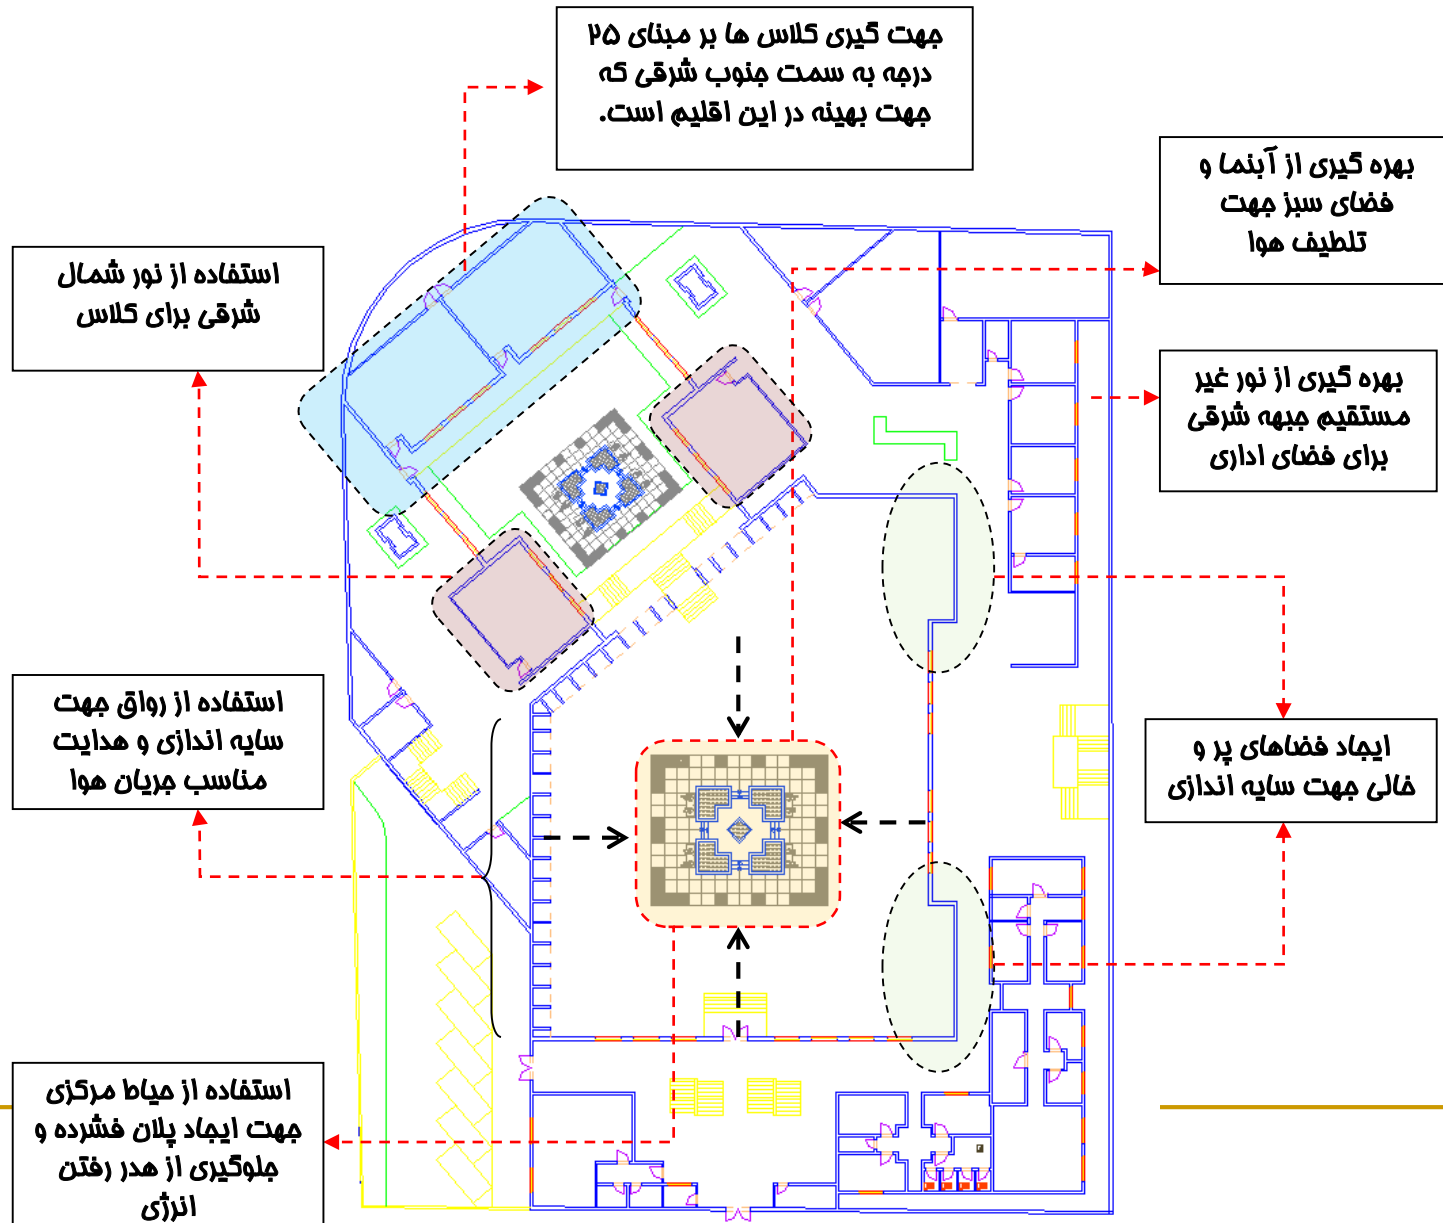 جهت گیری کلاس ها بر مبنای ۲۵
درجه به سمت جنوب شرقی که
جهت بهینه در این اقلیم است.
بهره گیری از آبنما و
فضای سبز جهت
تلطیف هوا
استفاده از نور شمال
شرقی برای کلاس
بهره گیری از نور غیر
مستقیم جبهه شرقی
برای فضای اداری
استفاده از رواق جهت
سایه اندازی و هدایت
مناسب جریان هوا
ایجاد فضاهای پر و
خالی جهت سایه اندازی
استفاده از حیاط مرکزی
جهت ایجاد پلان فشرده و
جلوگیری از هدر رفتن
انرژی